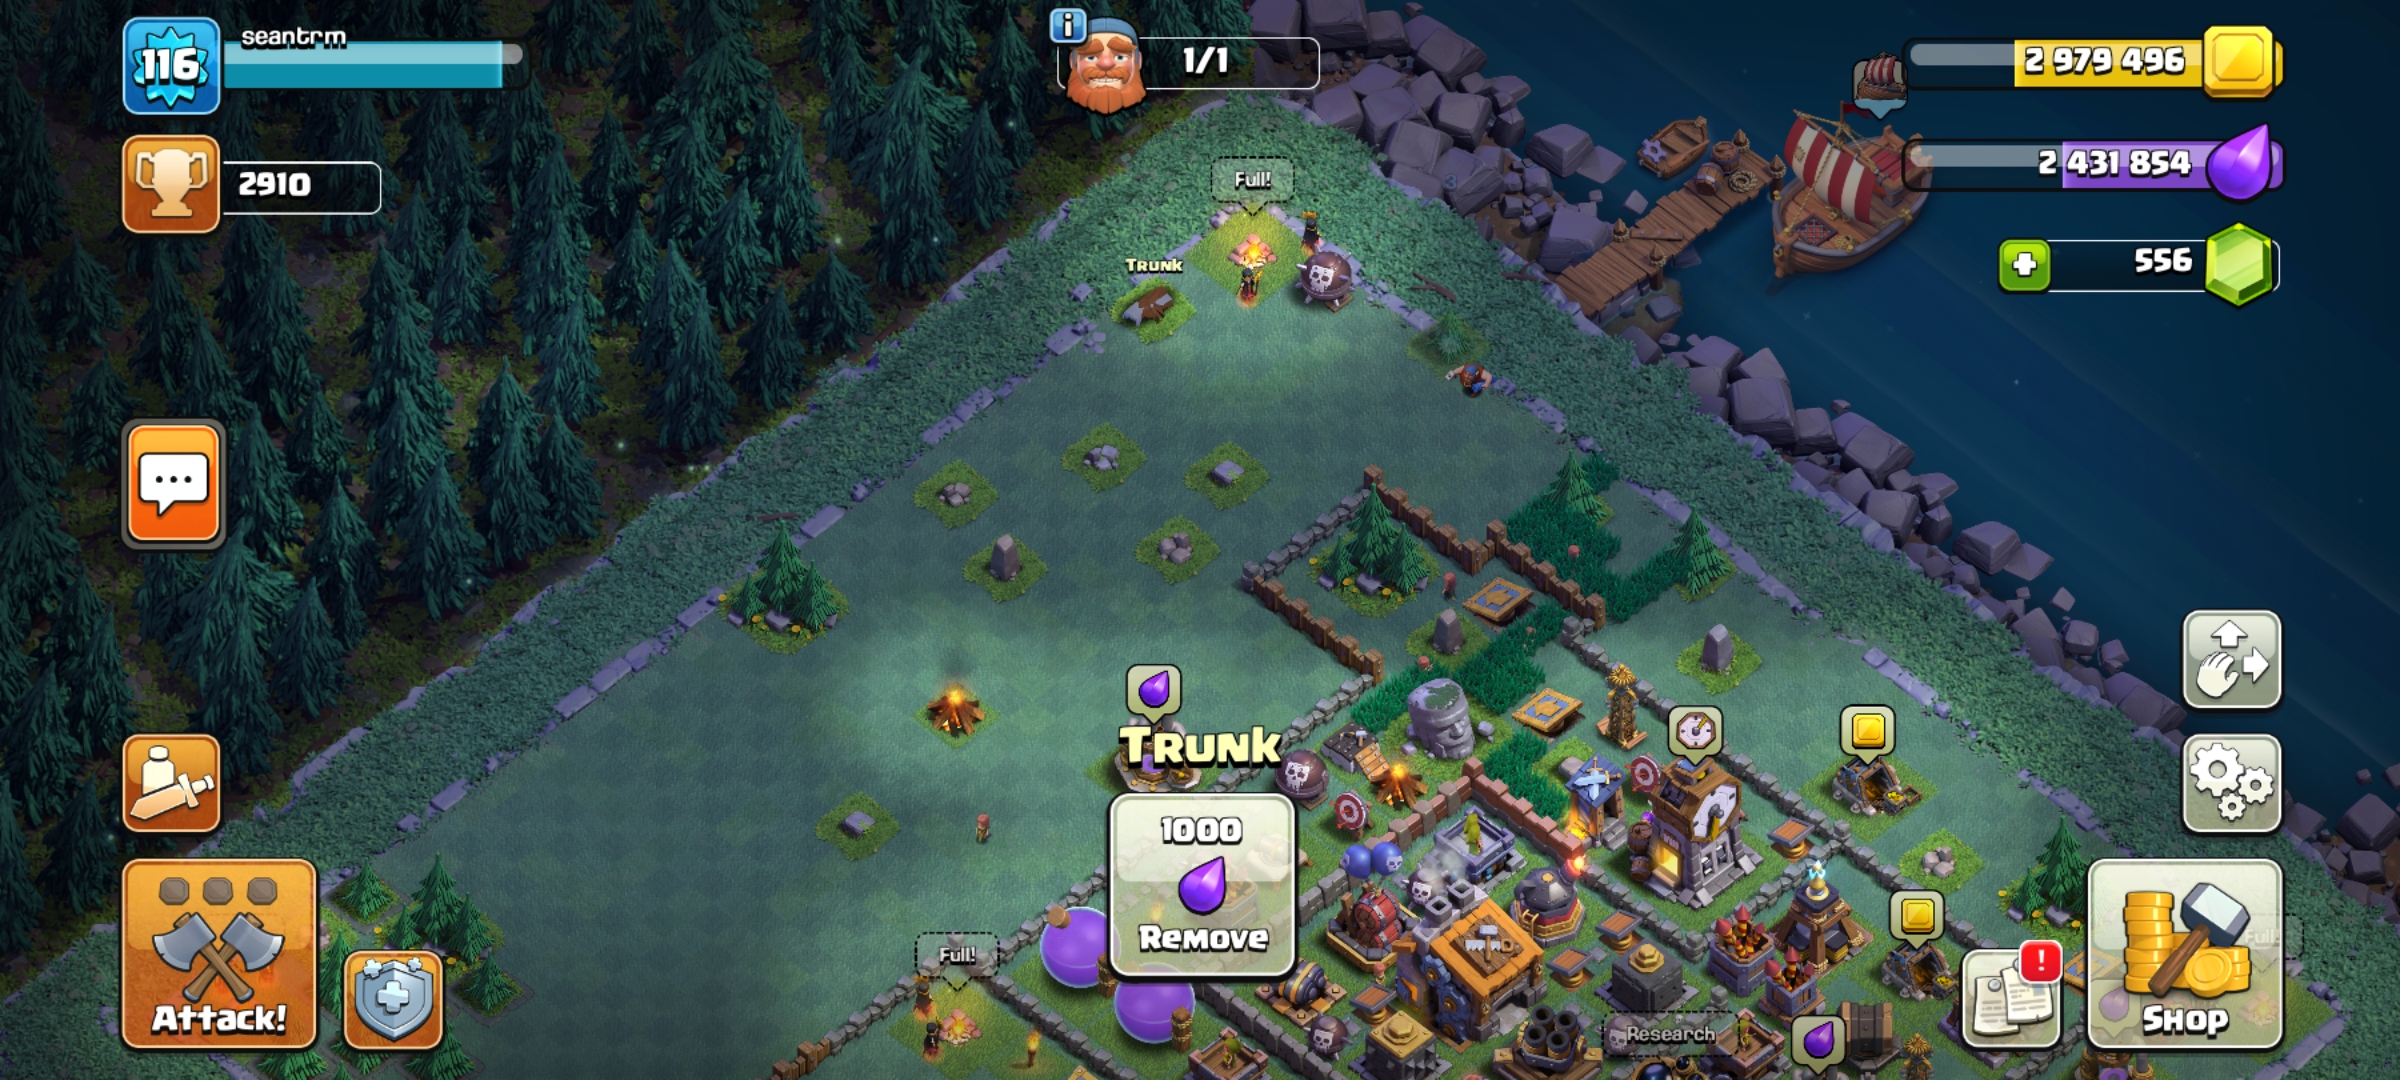 116
seantrm
i
1/1
2 979 496
2910
Full!
2 431 854
Trunk
556
Trunk
1000
Remove
Full!
!
Full!
Attack!
Shop
Research